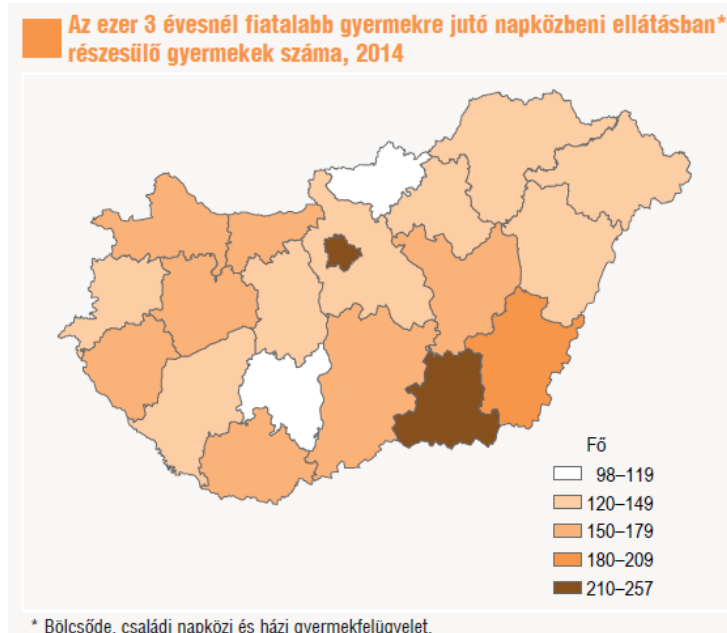 Az ezer 3 évesnél fiatalabb gyermekre jutó napközbeni ellátásban*
részesülő gyermekek száma, 2014
Fő
98–119
120–149
150–179
180–209
210–257
* Bölcsőde, családi napközi és házi gyermekfelügyelet.